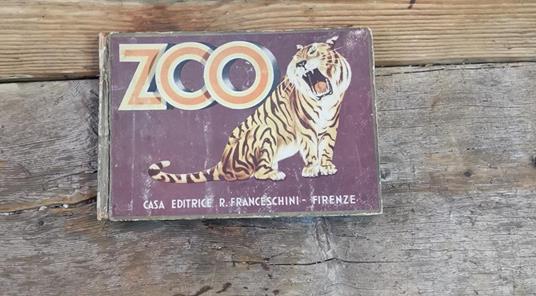 ZOO
CASA EDITRICE R. FRANCESCHINI - FIRENZE